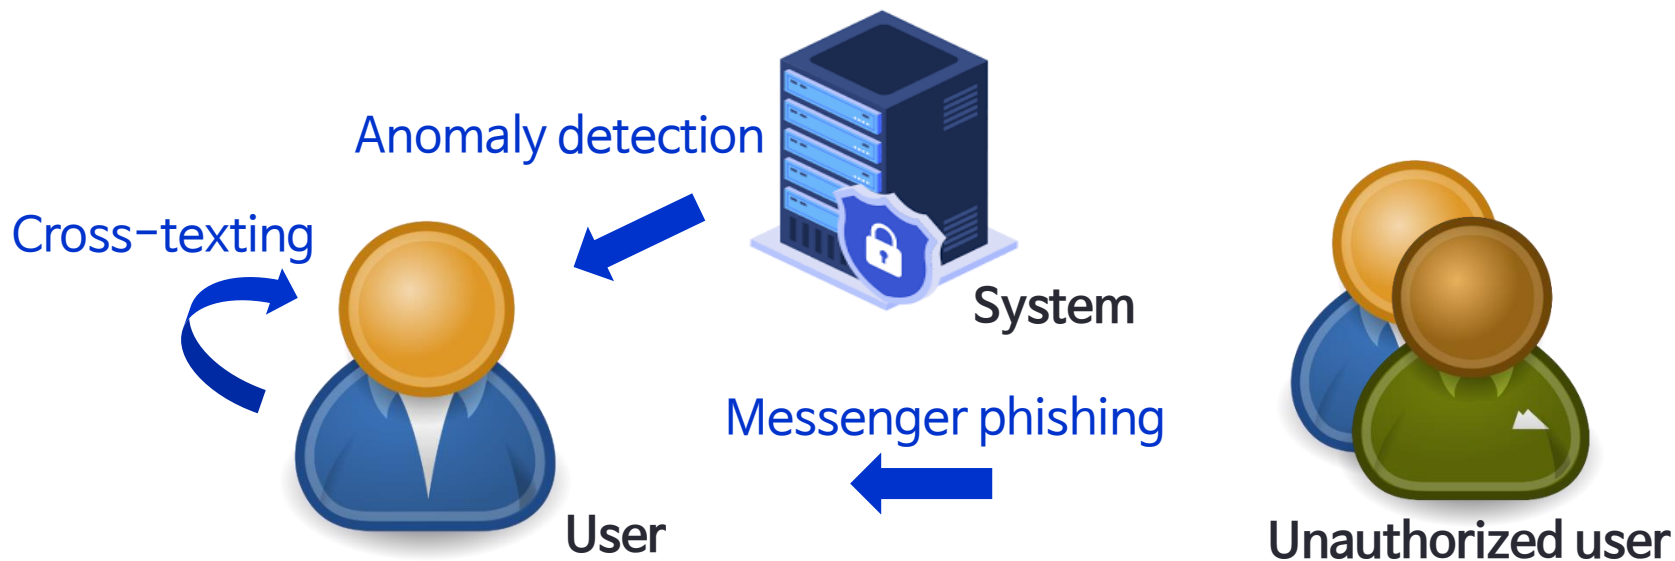 Anomaly detection
Cross-texting
System
Messenger phishing
User
Unauthorized user